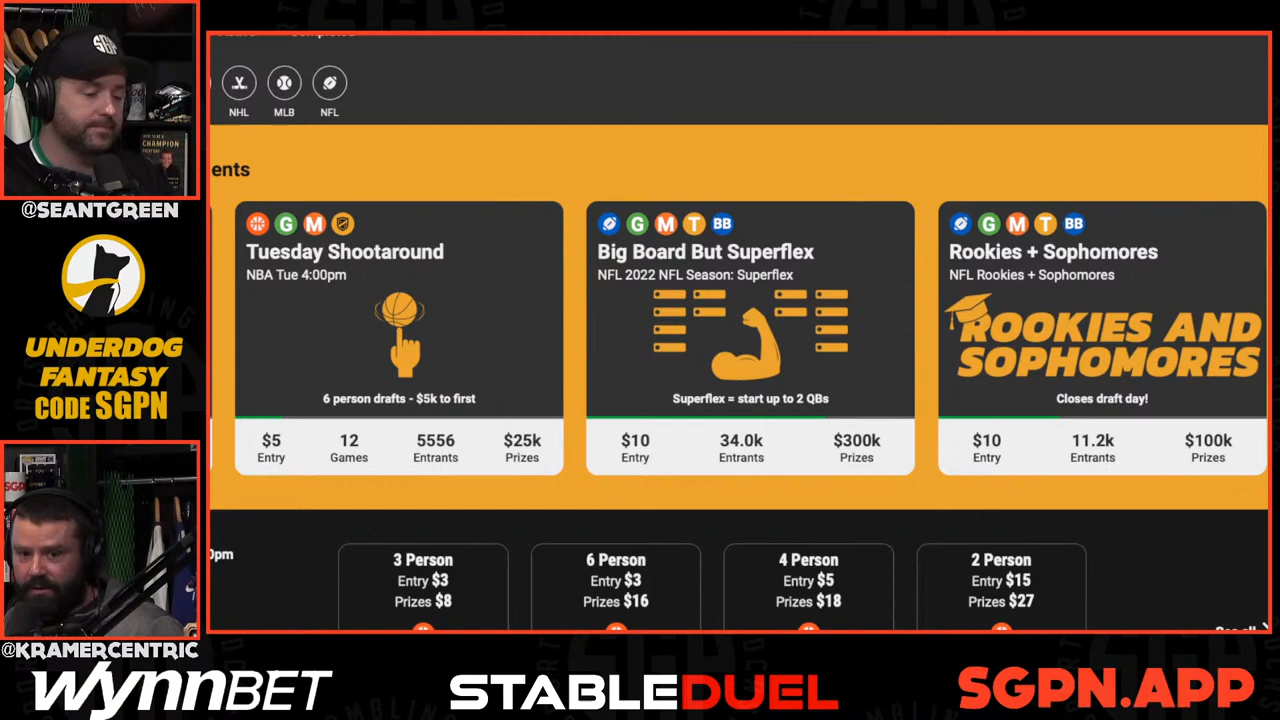 @SEANTGREEN
UNDERDOG
FANTASY
CODE SGPN
@KRAMERCENTRIC
NHL
MLB
NFL
ents
G M
Tuesday Shootaround
NBA Tue 4:00pm
6 person drafts - $5k to first
$5 12 5556 $25k
Entry Games Entrants Prizes
G M T BB
Big Board But Superflex
NFL 2022 NFL Season: Superflex
Superflex = start up to 2 QBs
$10 34.0k $300k
Entry Entrants Prizes
G M T BB
Rookies + Sophomores
NFL Rookies + Sophomores
ROOKIES AND
SOPHOMORES
Closes draft day!
$10 11.2k $100k
Entry Entrants Prizes
0pm
3 Person
Entry $3
Prizes $8
6 Person
Entry $3
Prizes $16
4 Person
Entry $5
Prizes $18
2 Person
Entry $15
Prizes $27
WYNNBET
STABLEDUEL
SGPN.APP
CHAMPION